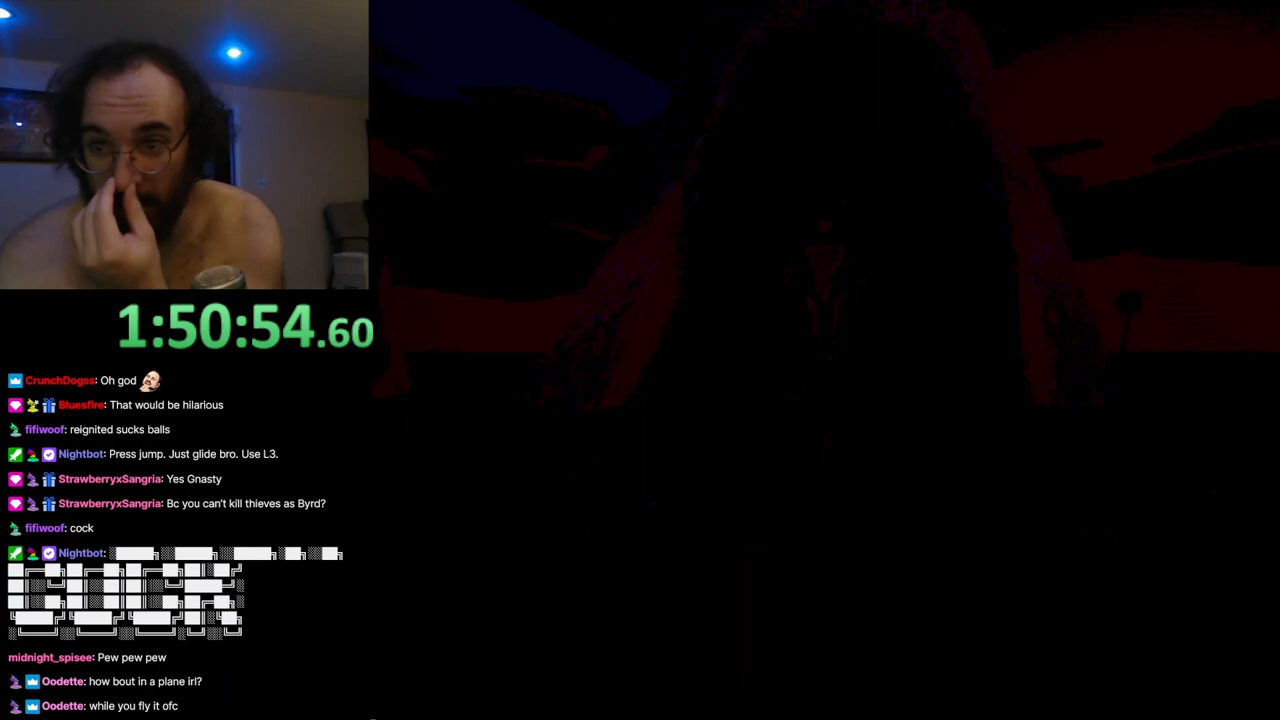 1:50:54.60
CrunchDogss: Oh god
Bluesfire: That would be hilarious
fifiwoof: reignited sucks balls
Nightbot: Press jump. Just glide bro. Use L3.
StrawberryxSangria: Yes Gnasty
StrawberryxSangria: Bc you can't kill thieves as Byrd?
fifiwoof: cock
Nightbot: ░█████╗░░█████╗░░█████╗░██╗░░██╗
██╔══██╗██╔══██╗██╔══██╗██║░██╔╝
██║░░╚═╝██║░░██║██║░░╚═╝█████═╝░
██║░░██╗██║░░██║██║░░██╗██╔═██╗░
╚█████╔╝╚█████╔╝╚█████╔╝██║░╚██╗
░╚════╝░░╚════╝░░╚════╝░╚═╝░░╚═╝
midnight_spisee: Pew pew pew
Oodette: how bout in a plane irl?
Oodette: while you fly it ofc